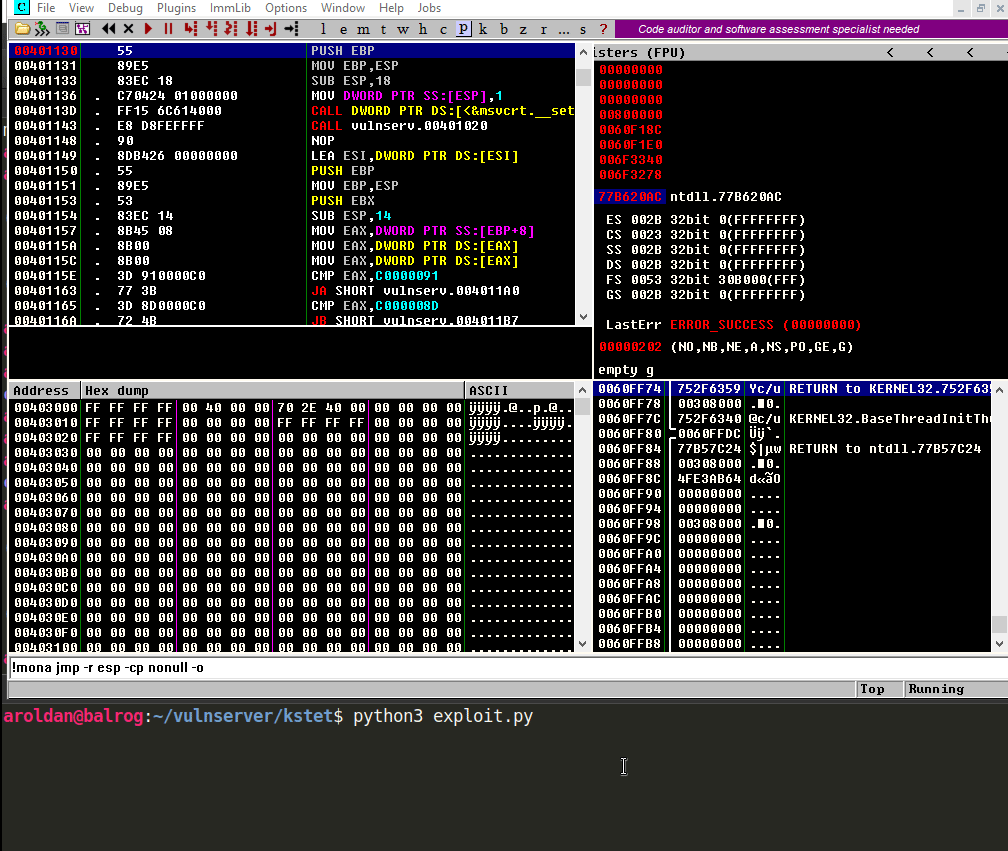 C File View Debug Plugins ImmLib Options Window Help Jobs
l e m t w h c p k b z r ... s ? Code auditor and software assessment specialist needed
00401130 55 PUSH EBP
00401131 89E5 MOV EBP,ESP
00401133 83EC 18 SUB ESP,18
00401136 . C70424 01000000 MOV DWORD PTR SS:[ESP],1
0040113D . FF15 6C614000 CALL DWORD PTR DS:[<&msvcrt.__set
00401143 . E8 D8FEFFFF CALL vulnserv.00401020
00401148 . 90 NOP
00401149 . 8DB426 00000000 LEA ESI,DWORD PTR DS:[ESI]
00401150 . 55 PUSH EBP
00401151 . 89E5 MOV EBP,ESP
00401153 . 53 PUSH EBX
00401154 . 83EC 14 SUB ESP,14
00401157 . 8B45 08 MOV EAX,DWORD PTR SS:[EBP+8]
0040115A . 8B00 MOV EAX,DWORD PTR DS:[EAX]
0040115C . 8B00 MOV EAX,DWORD PTR DS:[EAX]
0040115E . 3D 910000C0 CMP EAX,C0000091
00401163 . 77 3B JA SHORT vulnserv.004011A0
00401165 . 3D 8D0000C0 CMP EAX,C000008D
0040116A . 72 4B JB SHORT vulnserv.004011B7
isters (FPU) < < <
00000000
00000000
00000000
00800000
0060F18C
0060F1E0
006F3340
006F3278
77B620AC ntdll.77B620AC
ES 002B 32bit 0(FFFFFFFF)
CS 0023 32bit 0(FFFFFFFF)
SS 002B 32bit 0(FFFFFFFF)
DS 002B 32bit 0(FFFFFFFF)
FS 0053 32bit 30B000(FFF)
GS 002B 32bit 0(FFFFFFFF)
LastErr ERROR_SUCCESS (00000000)
00000202 (NO,NB,NE,A,NS,PO,GE,G)
empty g
Address Hex dump ASCII
00403000 FF FF FF FF 00 40 00 00 70 2E 40 00 00 00 00 00 ÿÿÿÿ.@..p.@..
00403010 FF FF FF FF 00 00 00 00 FF FF FF FF 00 00 00 00 ÿÿÿÿ....ÿÿÿÿ.
00403020 FF FF FF FF 00 00 00 00 00 00 00 00 00 00 00 00 ÿÿÿÿ.........
00403030 00 00 00 00 00 00 00 00 00 00 00 00 00 00 00 00 .............
00403040 00 00 00 00 00 00 00 00 00 00 00 00 00 00 00 00 .............
00403050 00 00 00 00 00 00 00 00 00 00 00 00 00 00 00 00 .............
00403060 00 00 00 00 00 00 00 00 00 00 00 00 00 00 00 00 .............
00403070 00 00 00 00 00 00 00 00 00 00 00 00 00 00 00 00 .............
00403080 00 00 00 00 00 00 00 00 00 00 00 00 00 00 00 00 .............
00403090 00 00 00 00 00 00 00 00 00 00 00 00 00 00 00 00 .............
004030A0 00 00 00 00 00 00 00 00 00 00 00 00 00 00 00 00 .............
004030B0 00 00 00 00 00 00 00 00 00 00 00 00 00 00 00 00 .............
004030C0 00 00 00 00 00 00 00 00 00 00 00 00 00 00 00 00 .............
004030D0 00 00 00 00 00 00 00 00 00 00 00 00 00 00 00 00 .............
004030E0 00 00 00 00 00 00 00 00 00 00 00 00 00 00 00 00 .............
004030F0 00 00 00 00 00 00 00 00 00 00 00 00 00 00 00 00 .............
00403100 00 00 00 00 00 00 00 00 00 00 00 00 00 00 00 00 .............
0060FF74 752F6359 Yc/u RETURN to KERNEL32.752F635
0060FF78 00308000 .█0.
0060FF7C 752F6340 @c/u KERNEL32.BaseThreadInitThu
0060FF80 0060FFDC Üÿ`.
0060FF84 77B57C24 $|µw RETURN to ntdll.77B57C24
0060FF88 00308000 .█0.
0060FF8C 4FE3AB64 d«ãO
0060FF90 00000000 ....
0060FF94 00000000 ....
0060FF98 00308000 .█0.
0060FF9C 00000000 ....
0060FFA0 00000000 ....
0060FFA4 00000000 ....
0060FFA8 00000000 ....
0060FFAC 00000000 ....
0060FFB0 00000000 ....
0060FFB4 00000000 ....
0060FFB8 00000000 ....
!mona jmp -r esp -cp nonull -o
Top Running
aroldan@balrog:~/vulnserver/kstet$ python3 exploit.py